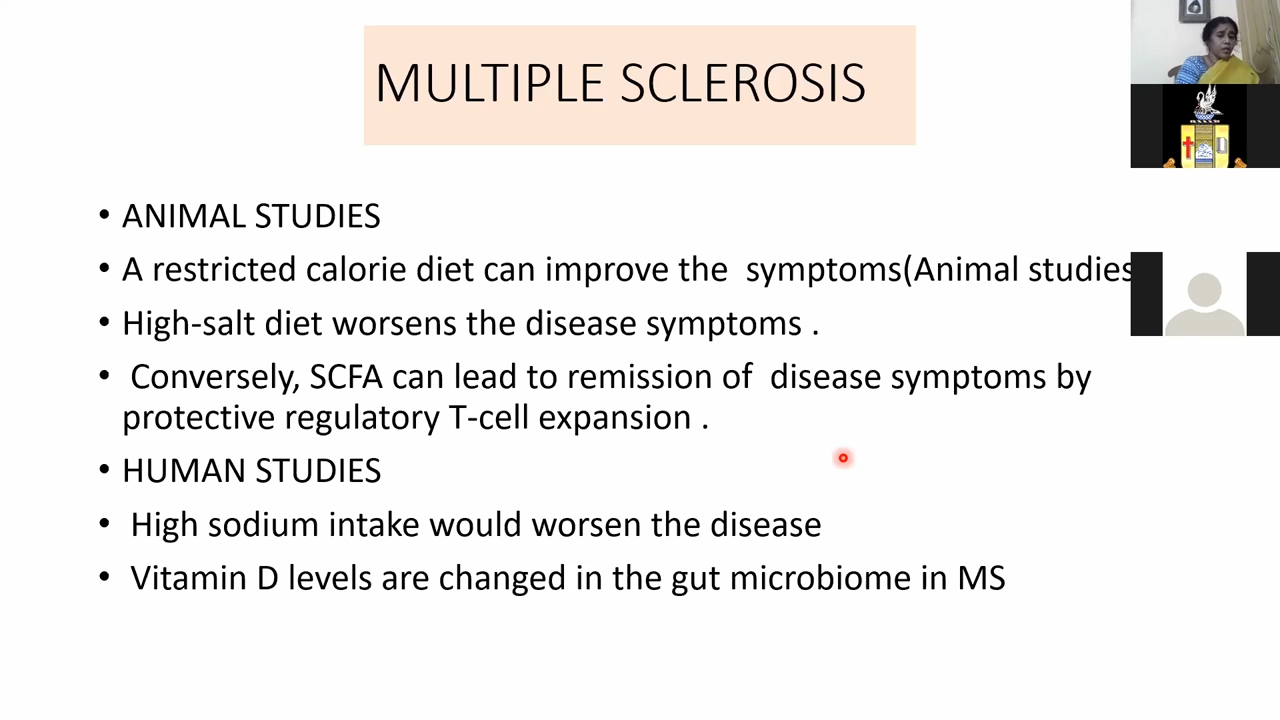 MULTIPLE SCLEROSIS
• ANIMAL STUDIES
• A restricted calorie diet can improve the symptoms(Animal studies
• High-salt diet worsens the disease symptoms .
• Conversely, SCFA can lead to remission of disease symptoms by
protective regulatory T-cell expansion .
• HUMAN STUDIES
• High sodium intake would worsen the disease
• Vitamin D levels are changed in the gut microbiome in MS